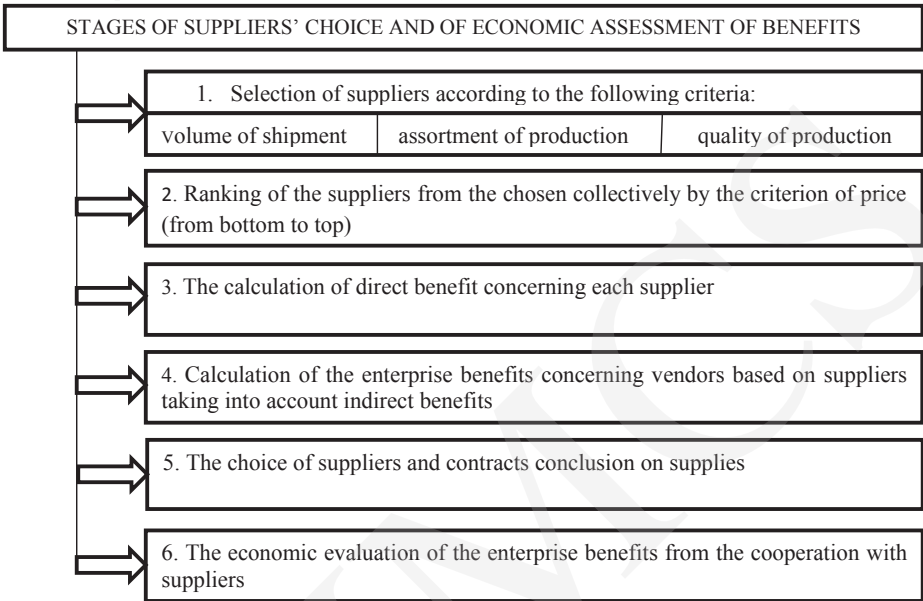 STAGES OF SUPPLIERS’ CHOICE AND OF ECONOMIC ASSESSMENT OF BENEFITS
1. Selection of suppliers according to the following criteria:
volume of shipment assortment of production quality of production
2. Ranking of the suppliers from the chosen collectively by the criterion of price
(from bottom to top)
3. The calculation of direct benefit concerning each supplier
4. Calculation of the enterprise benefits concerning vendors based on suppliers
taking into account indirect benefits
5. The choice of suppliers and contracts conclusion on supplies
6. The economic evaluation of the enterprise benefits from the cooperation with
suppliers